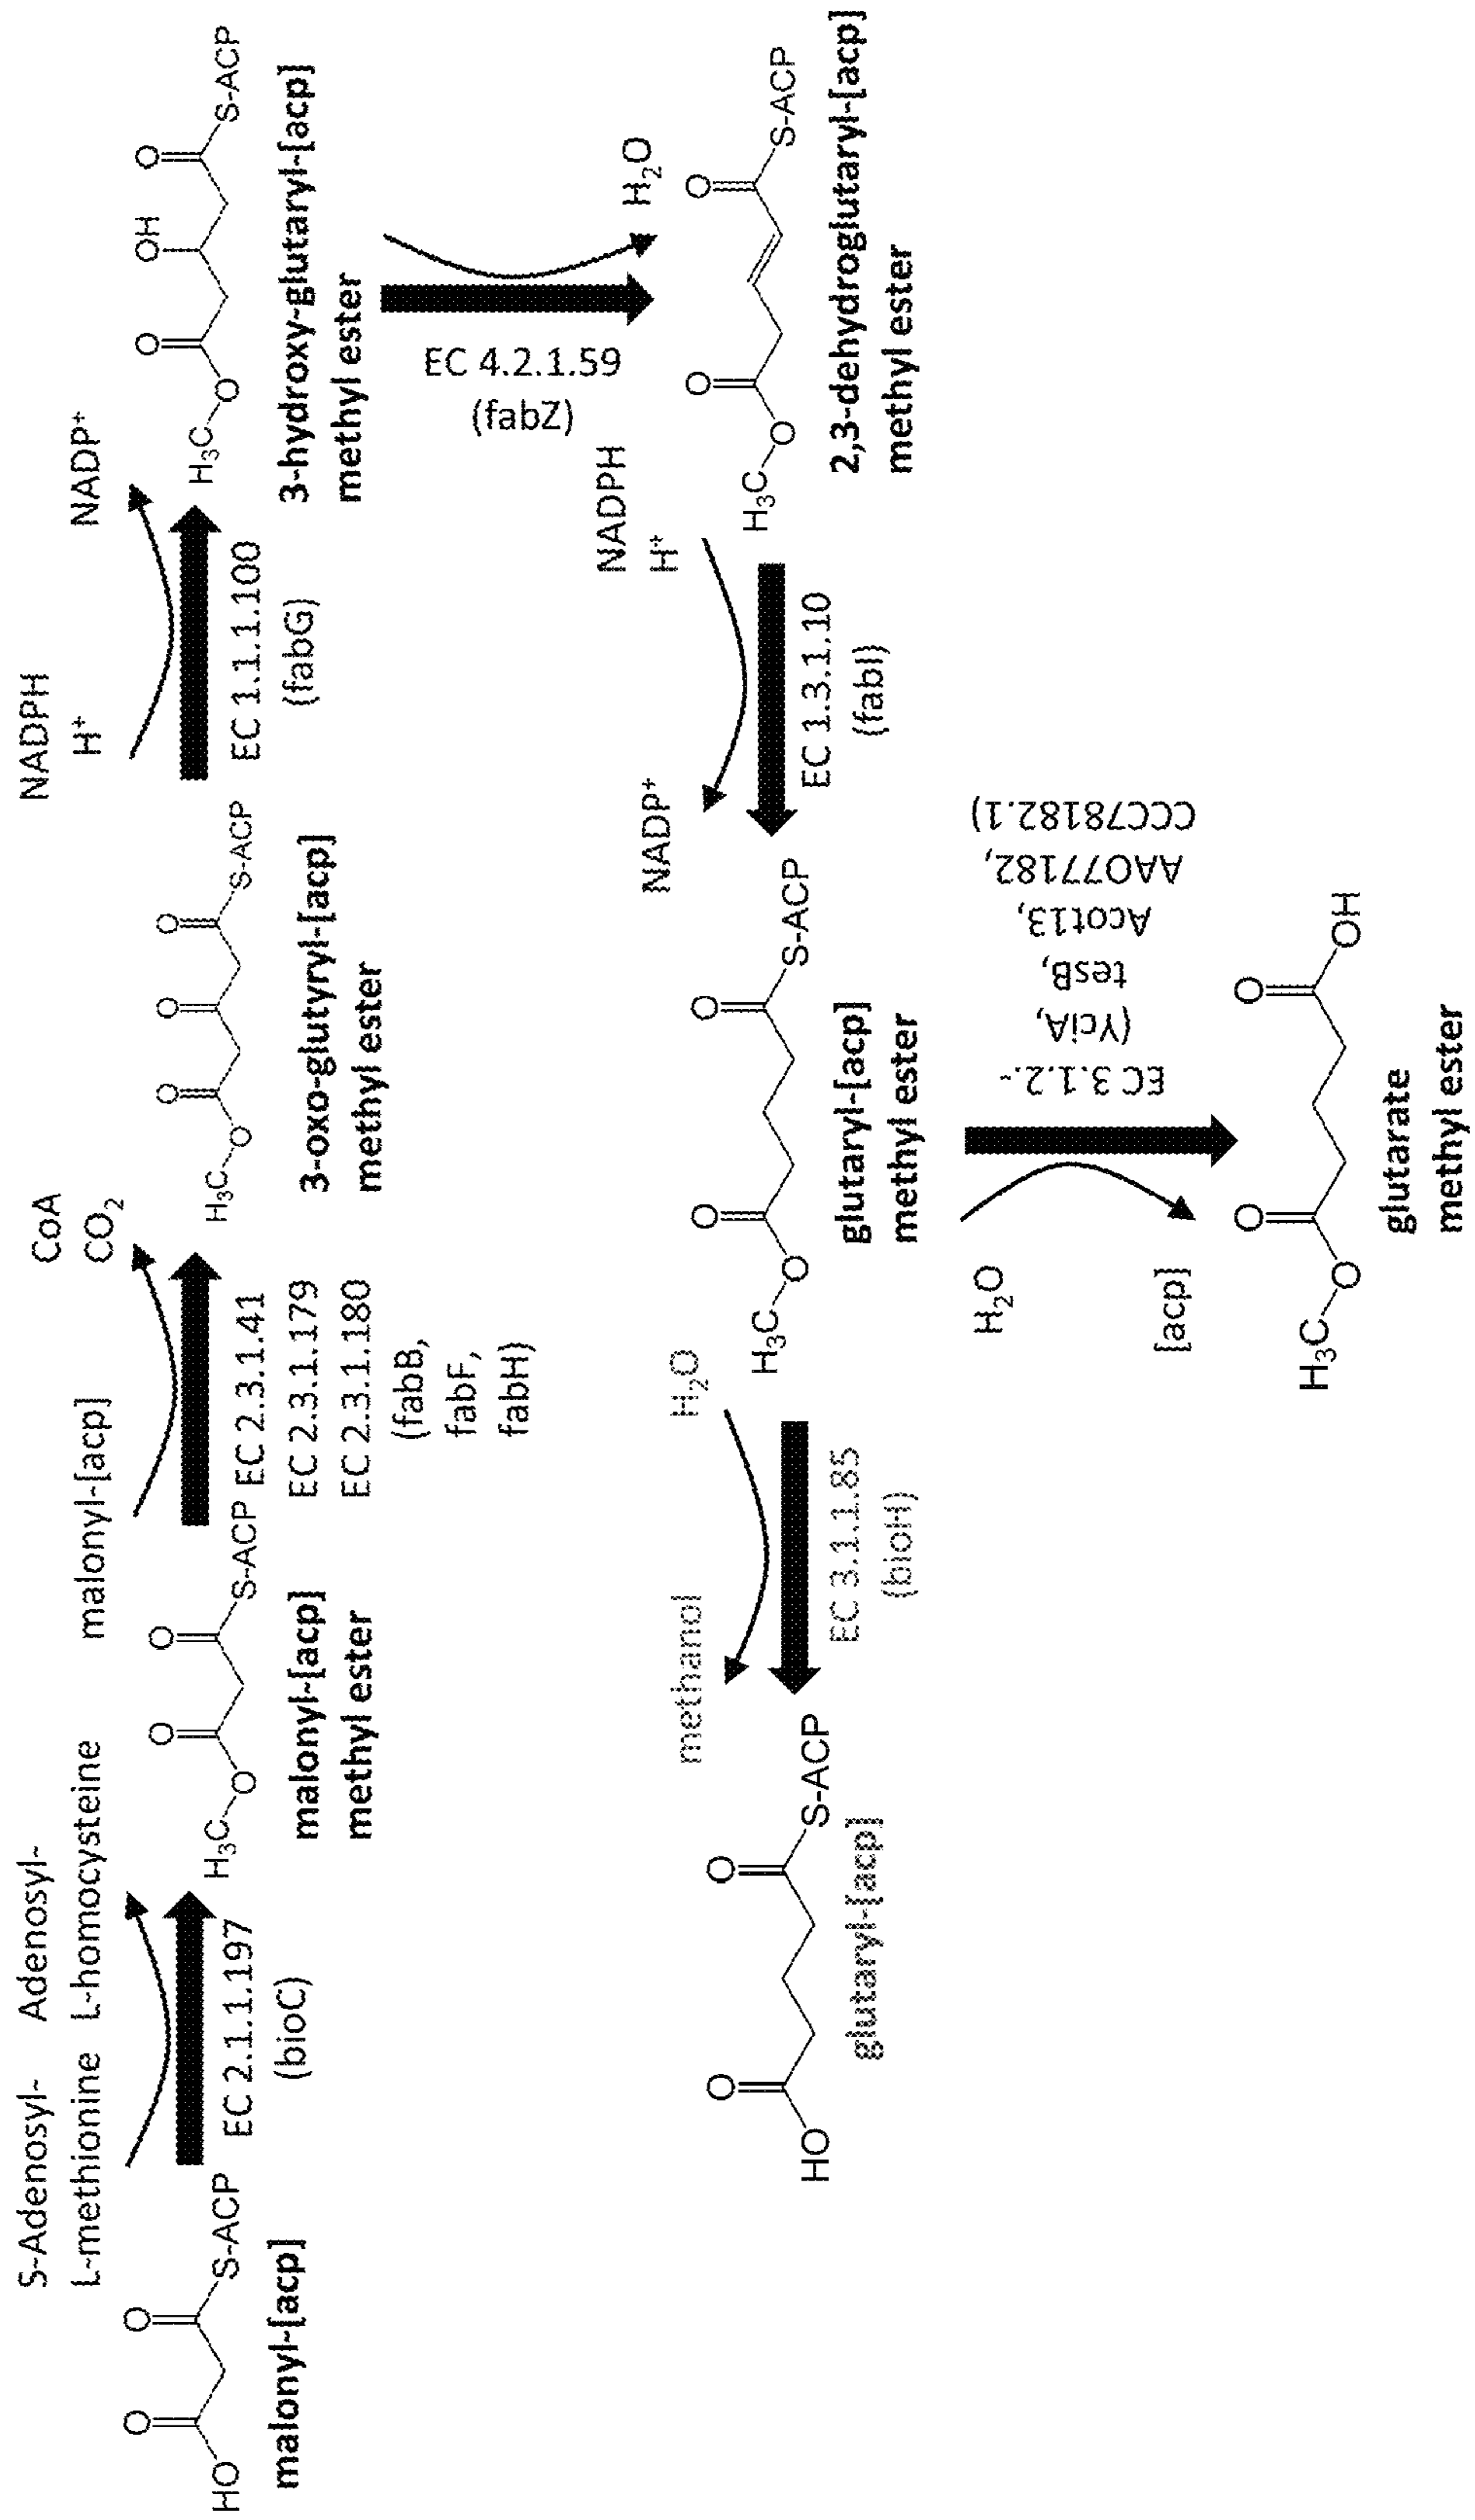 S-Adenosyl-
L-methionine
Adenosyl-
L-homocysteine
HO
O
O
S-ACP
malonyl-[acp]
EC 2.1.1.197
(bioC)
H3C
O
O
O
S-ACP
malonyl-[acp]
methyl ester
malonyl-[acp]
CoA
CO2
EC 2.3.1.41
EC 2.3.1.179
EC 2.3.1.180
(fabB,
fabF,
fabH)
H3C
O
O
O
O
S-ACP
3-oxo-glutyryl-[acp]
methyl ester
NADPH
H+
NADP+
EC 1.1.1.100
(fabG)
H3C
O
O
OH
O
S-ACP
3-hydroxy-glutaryl-[acp]
methyl ester
EC 4.2.1.59
(fabZ)
H2O
H3C
O
O
O
S-ACP
2,3-dehydroglutaryl-[acp]
methyl ester
NADPH
H+
NADP+
EC 1.3.1.10
(fabI)
H3C
O
O
O
S-ACP
glutaryl-[acp]
methyl ester
H2O
methanol
EC 3.1.1.85
(bioH)
HO
O
O
S-ACP
glutaryl-[acp]
H2O
[acp]
EC 3.1.2.-
(YciA,
tesB,
Acot13,
AAO77182,
CCC78182.1)
H3C
O
O
O
OH
glutarate
methyl ester